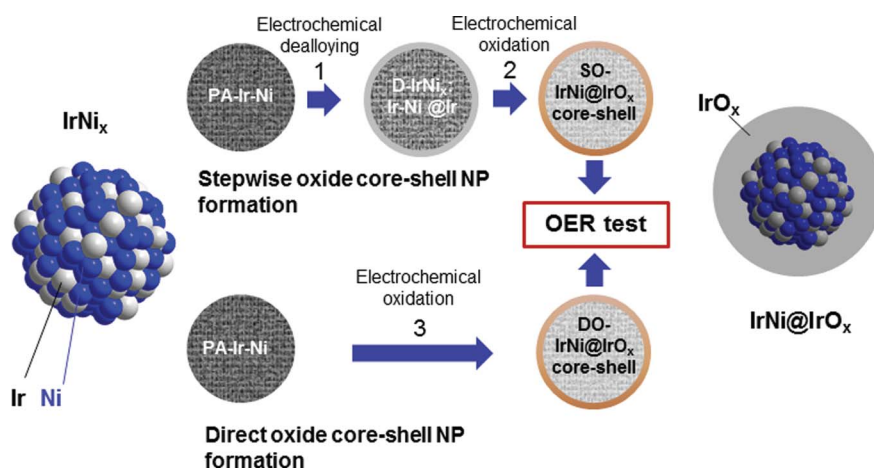 IrNiₓ
Ir Ni
Electrochemical
dealloying
1
Electrochemical
oxidation
2
PA-Ir-Ni
D-IrNiₓ:
Ir-Ni @Ir
SO-
IrNi@IrOₓ
core-shell
Stepwise oxide core-shell NP
formation
OER test
Electrochemical
oxidation
3
PA-Ir-Ni
DO-
IrNi@IrOₓ
core-shell
Direct oxide core-shell NP
formation
IrOₓ
IrNi@IrOₓ